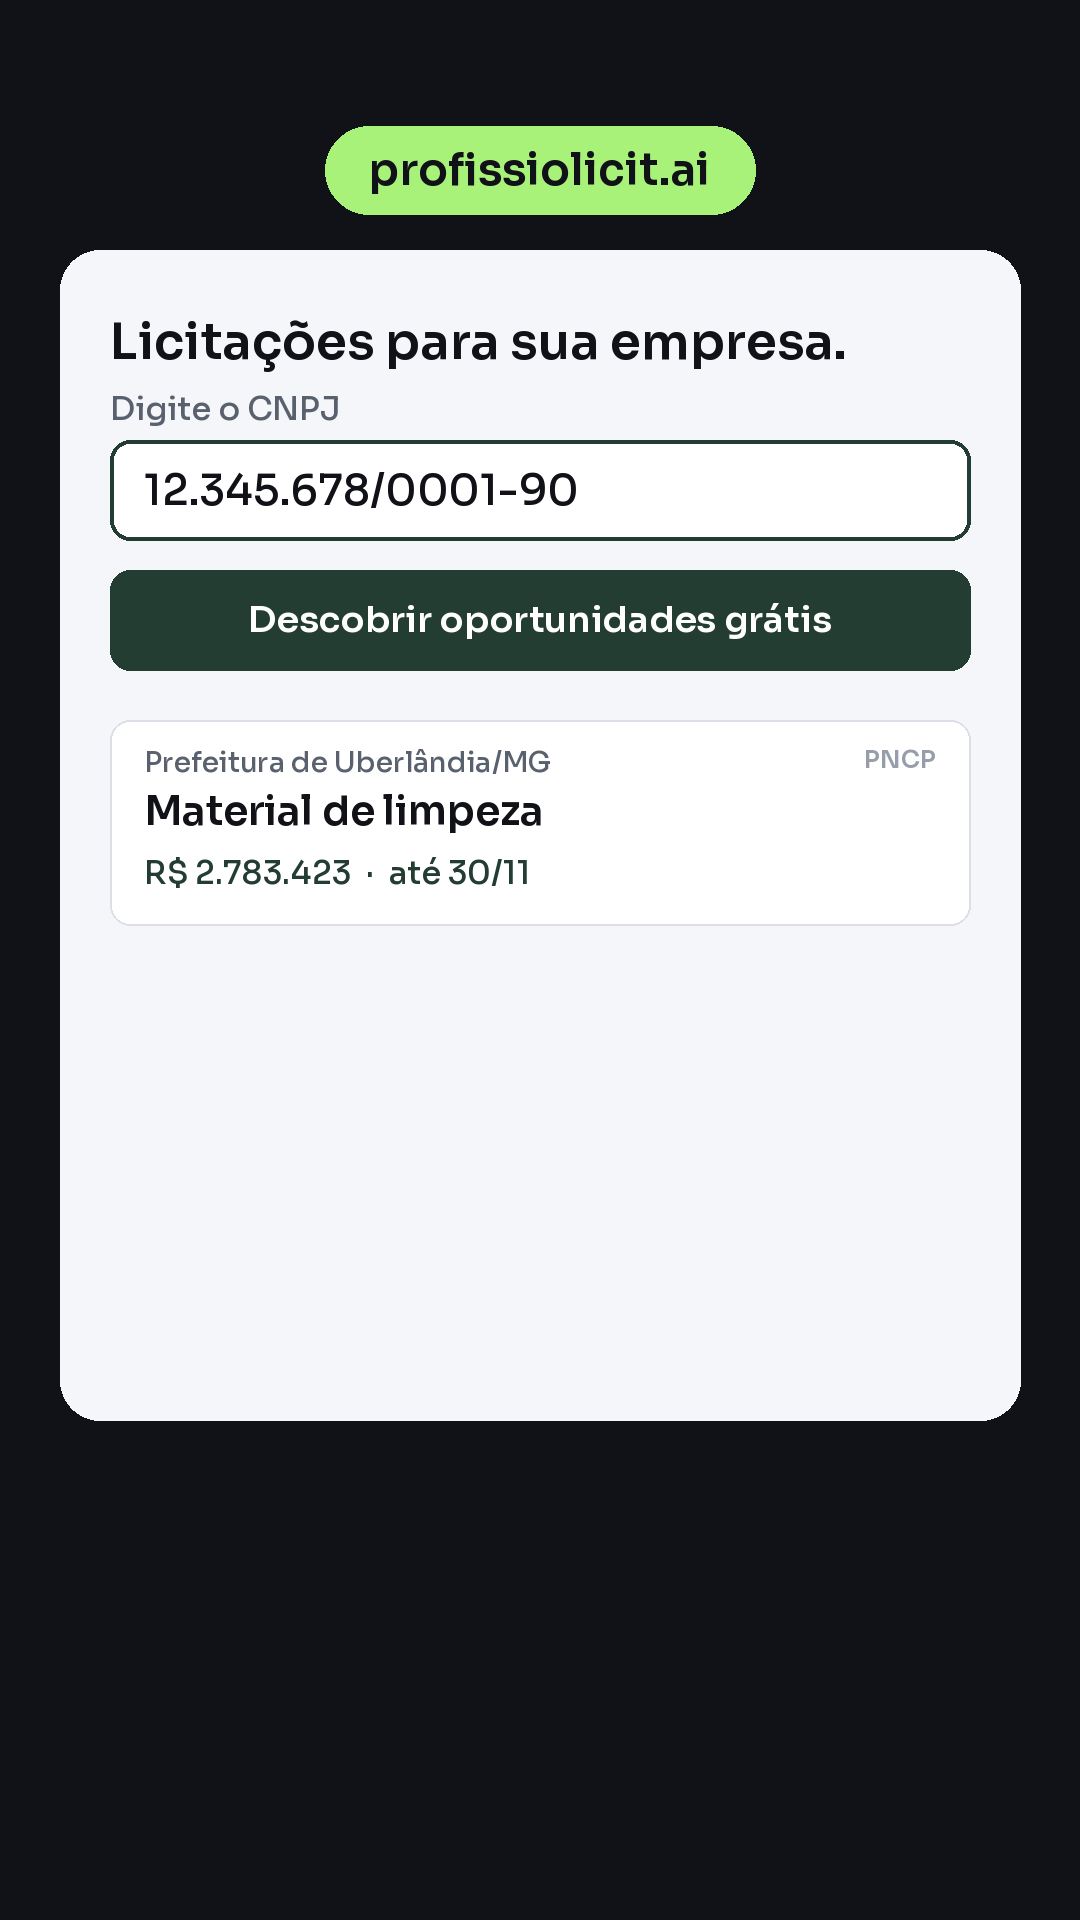 profissiolicit.ai
Licitações para sua empresa.
Digite o CNPJ
12.345.678/0001-90
Descobrir oportunidades grátis
Prefeitura de Uberlândia/MG
PNCP
Material de limpeza
R$ 2.783.423 · até 30/11